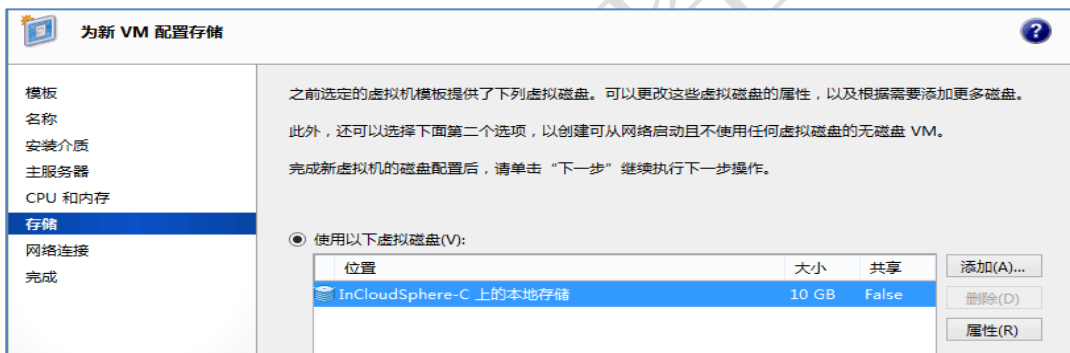 为新 VM 配置存储
模板
名称
安装介质
主服务器
CPU 和内存
存储
网络连接
完成
之前选定的虚拟机模板提供了下列虚拟磁盘。可以更改这些虚拟磁盘的属性，以及根据需要添加更多磁盘。
此外，还可以选择下面第二个选项，以创建可从网络启动且不使用任何虚拟磁盘的无磁盘 VM。
完成新虚拟机的磁盘配置后，请单击“下一步”继续执行下一步操作。
使用以下虚拟磁盘(V):
位置 大小 共享
InCloudSphere-C 上的本地存储 10 GB False
添加(A)...
删除(D)
属性(R)